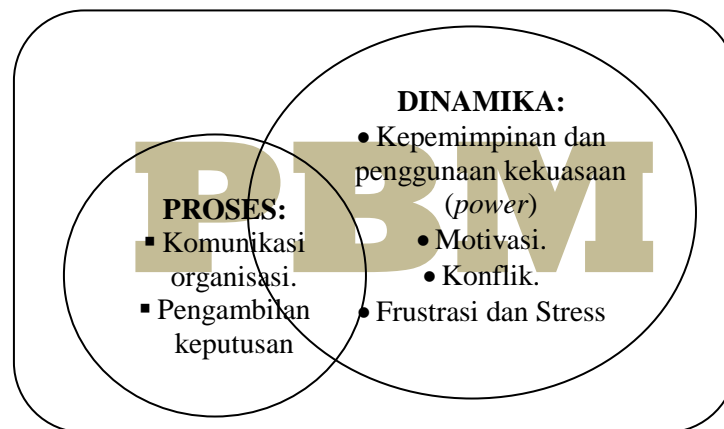 PBM
PROSES:
▪ Komunikasi
organisasi.
▪ Pengambilan
keputusan
DINAMIKA:
• Kepemimpinan dan
penggunaan kekuasaan
(power)
• Motivasi.
• Konflik.
• Frustrasi dan Stress